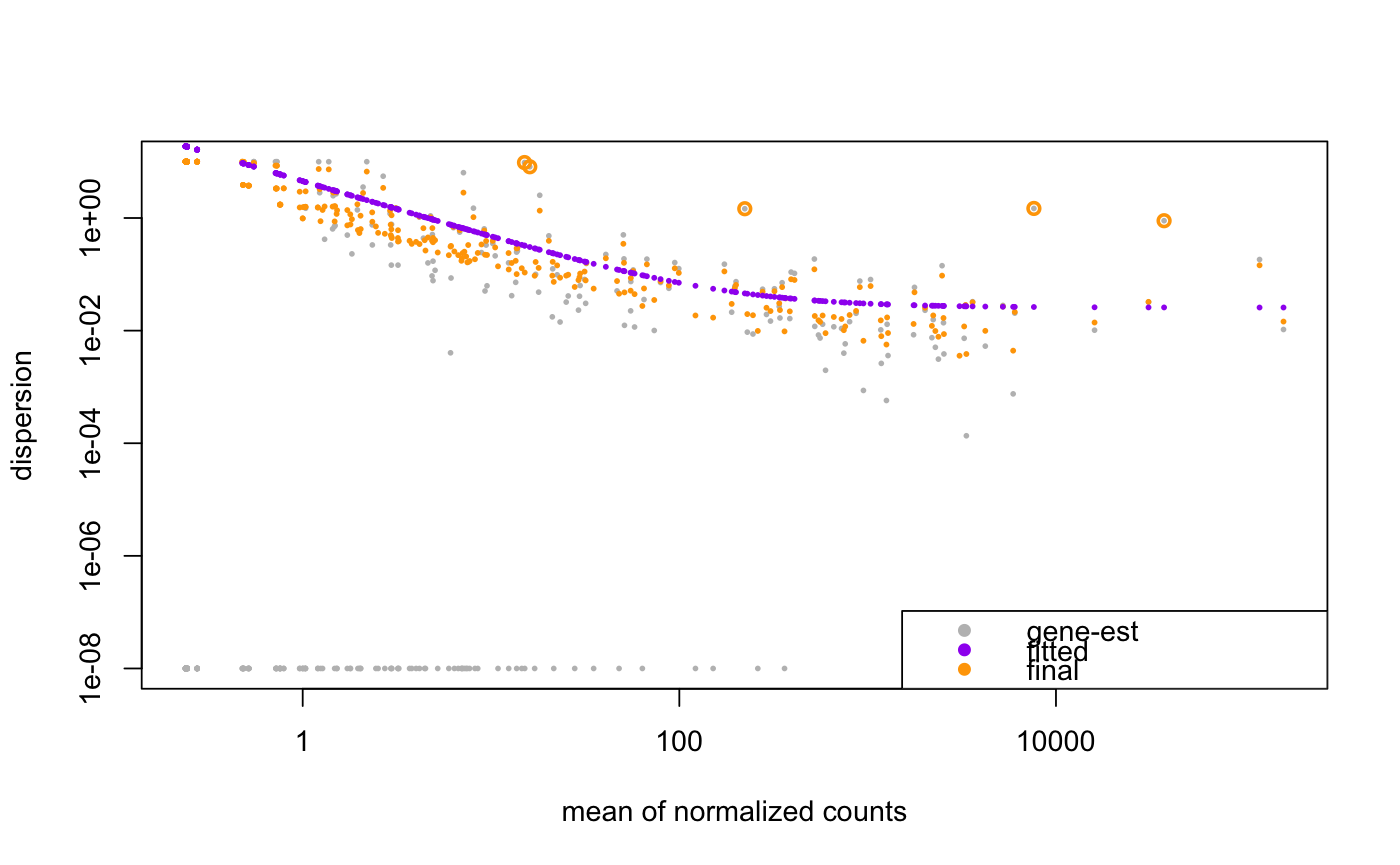 dispersion
1e+00
1e-02
1e-04
1e-06
1e-08
gene-est
fitted
final
1
100
10000
mean of normalized counts